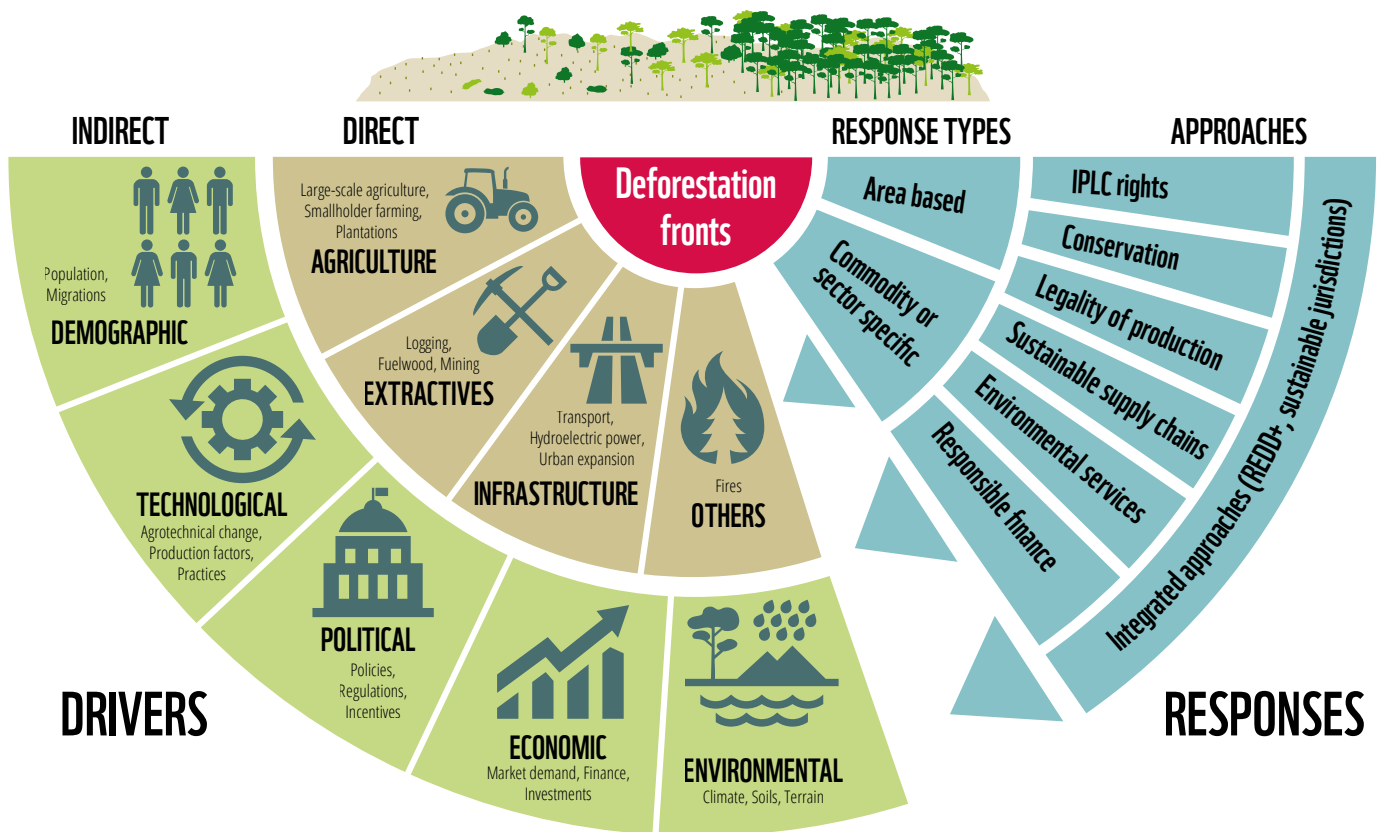 INDIRECT
DIRECT
RESPONSE TYPES
APPROACHES
Deforestation
fronts
Large-scale agriculture,
Smallholder farming,
Plantations
AGRICULTURE
Logging,
Fuelwood, Mining
EXTRACTIVES
Transport,
Hydroelectric power,
Urban expansion
INFRASTRUCTURE
Fires
OTHERS
Population,
Migrations
DEMOGRAPHIC
TECHNOLOGICAL
Agrotechnical change,
Production factors,
Practices
POLITICAL
Policies,
Regulations,
Incentives
ECONOMIC
Market demand, Finance,
Investments
ENVIRONMENTAL
Climate, Soils, Terrain
DRIVERS
Area based
Commodity or
sector specific
IPLC rights
Conservation
Legality of production
Sustainable supply chains
Environmental services
Responsible finance
Integrated approaches (REDD+, sustainable jurisdictions)
RESPONSES